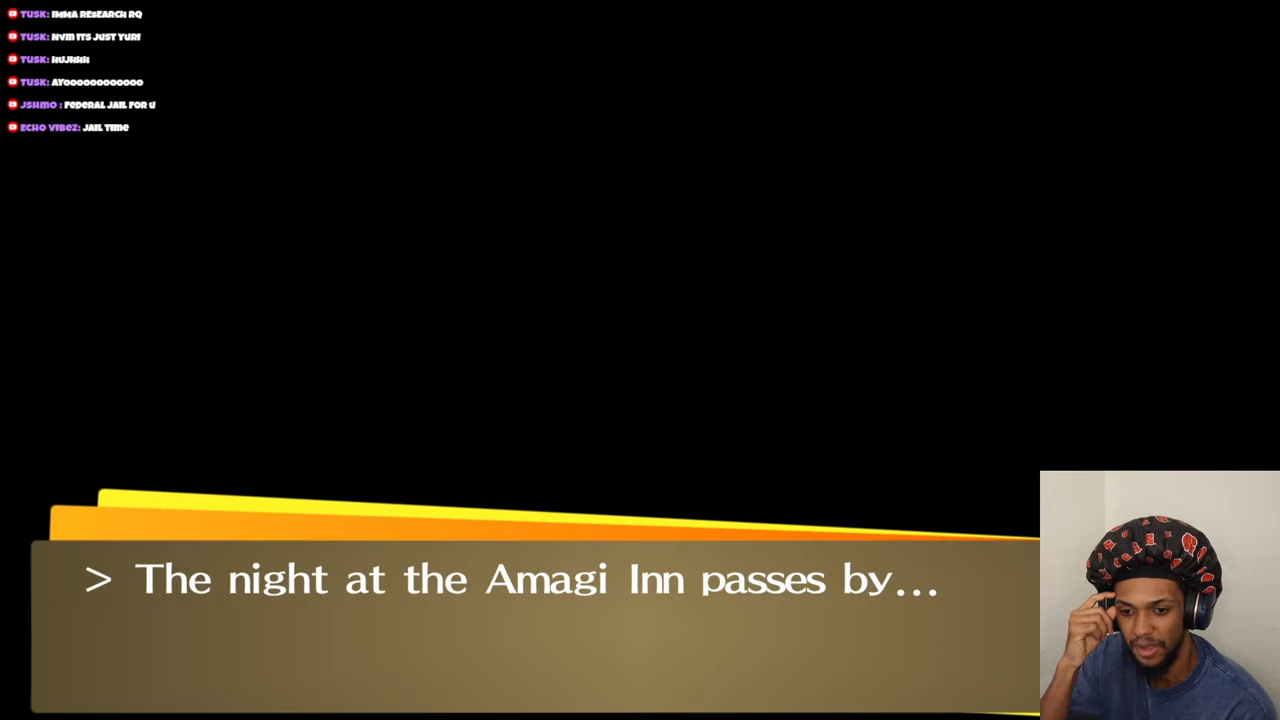 TUSK: IMMA RESEARCH RQ
TUSK: NVM ITS JUST YURI
TUSK: HUJHHH
TUSK: AYOOOOOOOOOOOO
JSHMO : FEDERAL JAIL FOR U
ECHO VIBEZ: JAIL TIME
> The night at the Amagi Inn passes by...